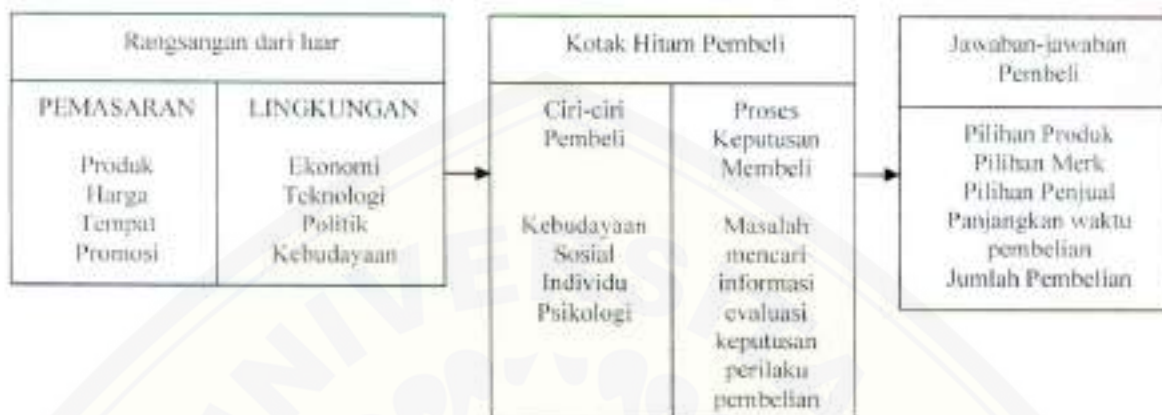 Rangsangan dari luar
PEMASARAN
Produk
Harga
Tempat
Promosi
LINGKUNGAN
Ekonomi
Teknologi
Politik
Kebudayaan
Kotak Hitam Pembeli
Ciri-ciri
Pembeli
Kebudayaan
Sosial
Individu
Psikologi
Proses
Keputusan
Membeli
Masalah
mencari
informasi
evaluasi
keputusan
perilaku
pembelian
Jawaban-jawaban
Pembeli
Pilihan Produk
Pilihan Merk
Pilihan Penjual
Panjangkan waktu
pembelian
Jumlah Pembelian